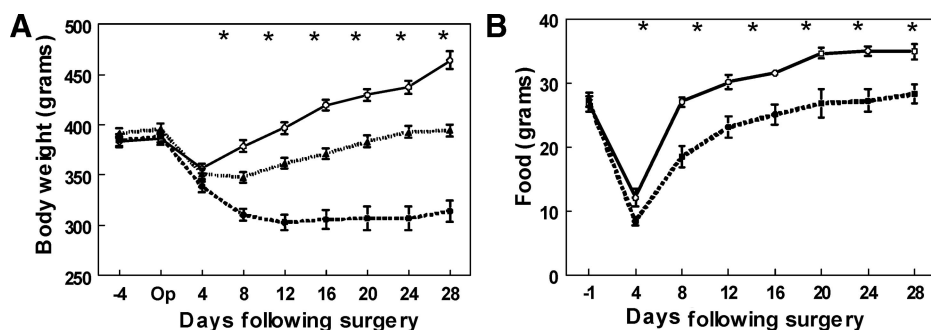 A
Body weight (grams)
500
450
400
350
300
250
* * * * * *
-4 Op 4 8 12 16 20 24 28
Days following surgery
B
Food (grams)
40
30
20
10
0
* * * * * *
-1 4 8 12 16 20 24 28
Days following surgery